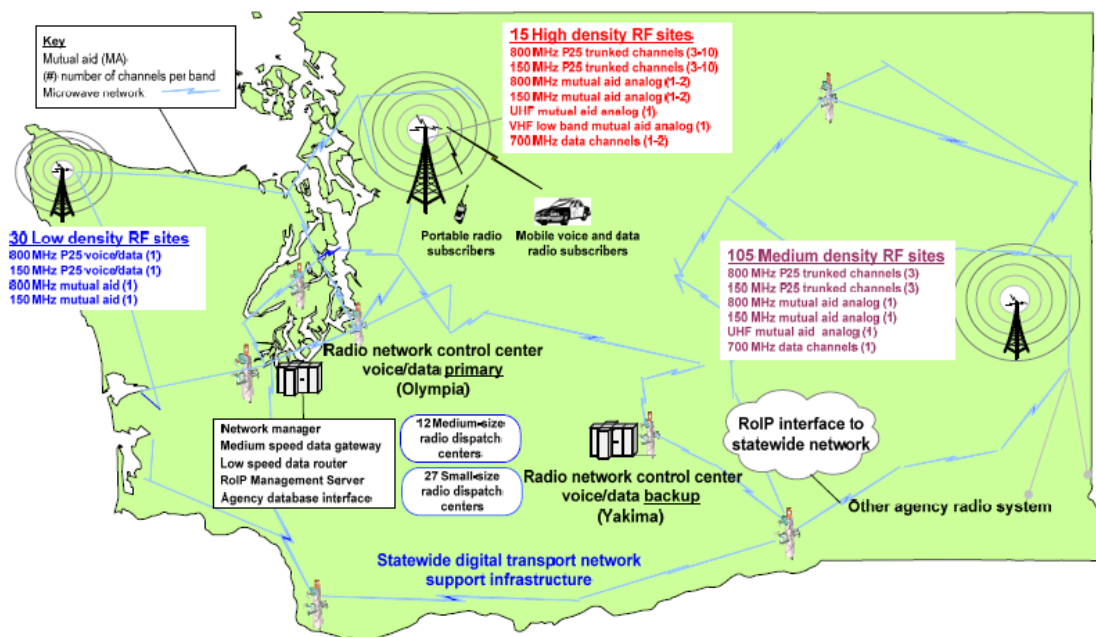 Key
Mutual aid (MA)
(#) number of channels per band
Microwave network
15 High density RF sites
800 MHz P25 trunked channels (3-10)
150 MHz P25 trunked channels (3-10)
800 MHz mutual aid analog (1-2)
150 MHz mutual aid analog (1-2)
UHF mutual aid analog (1)
VHF low band mutual aid analog (1)
700 MHz data channels (1-2)
Portable radio
subscribers
Mobile voice and data
radio subscribers
30 Low density RF sites
800 MHz P25 voice/data (1)
150 MHz P25 voice/data (1)
800 MHz mutual aid (1)
150 MHz mutual aid (1)
105 Medium density RF sites
800 MHz P25 trunked channels (3)
150 MHz P25 trunked channels (3)
800 MHz mutual aid analog (1)
150 MHz mutual aid analog (1)
UHF mutual aid analog (1)
700 MHz data channels (1)
Radio network control center
voice/data primary
(Olympia)
Network manager
Medium speed data gateway
Low speed data router
RoIP Management Server
Agency database interface
12 Medium-size
radio dispatch
centers
27 Small-size
radio dispatch
centers
Radio network control center
voice/data backup
(Yakima)
RoIP interface to
statewide network
Other agency radio system
Statewide digital transport network
support infrastructure